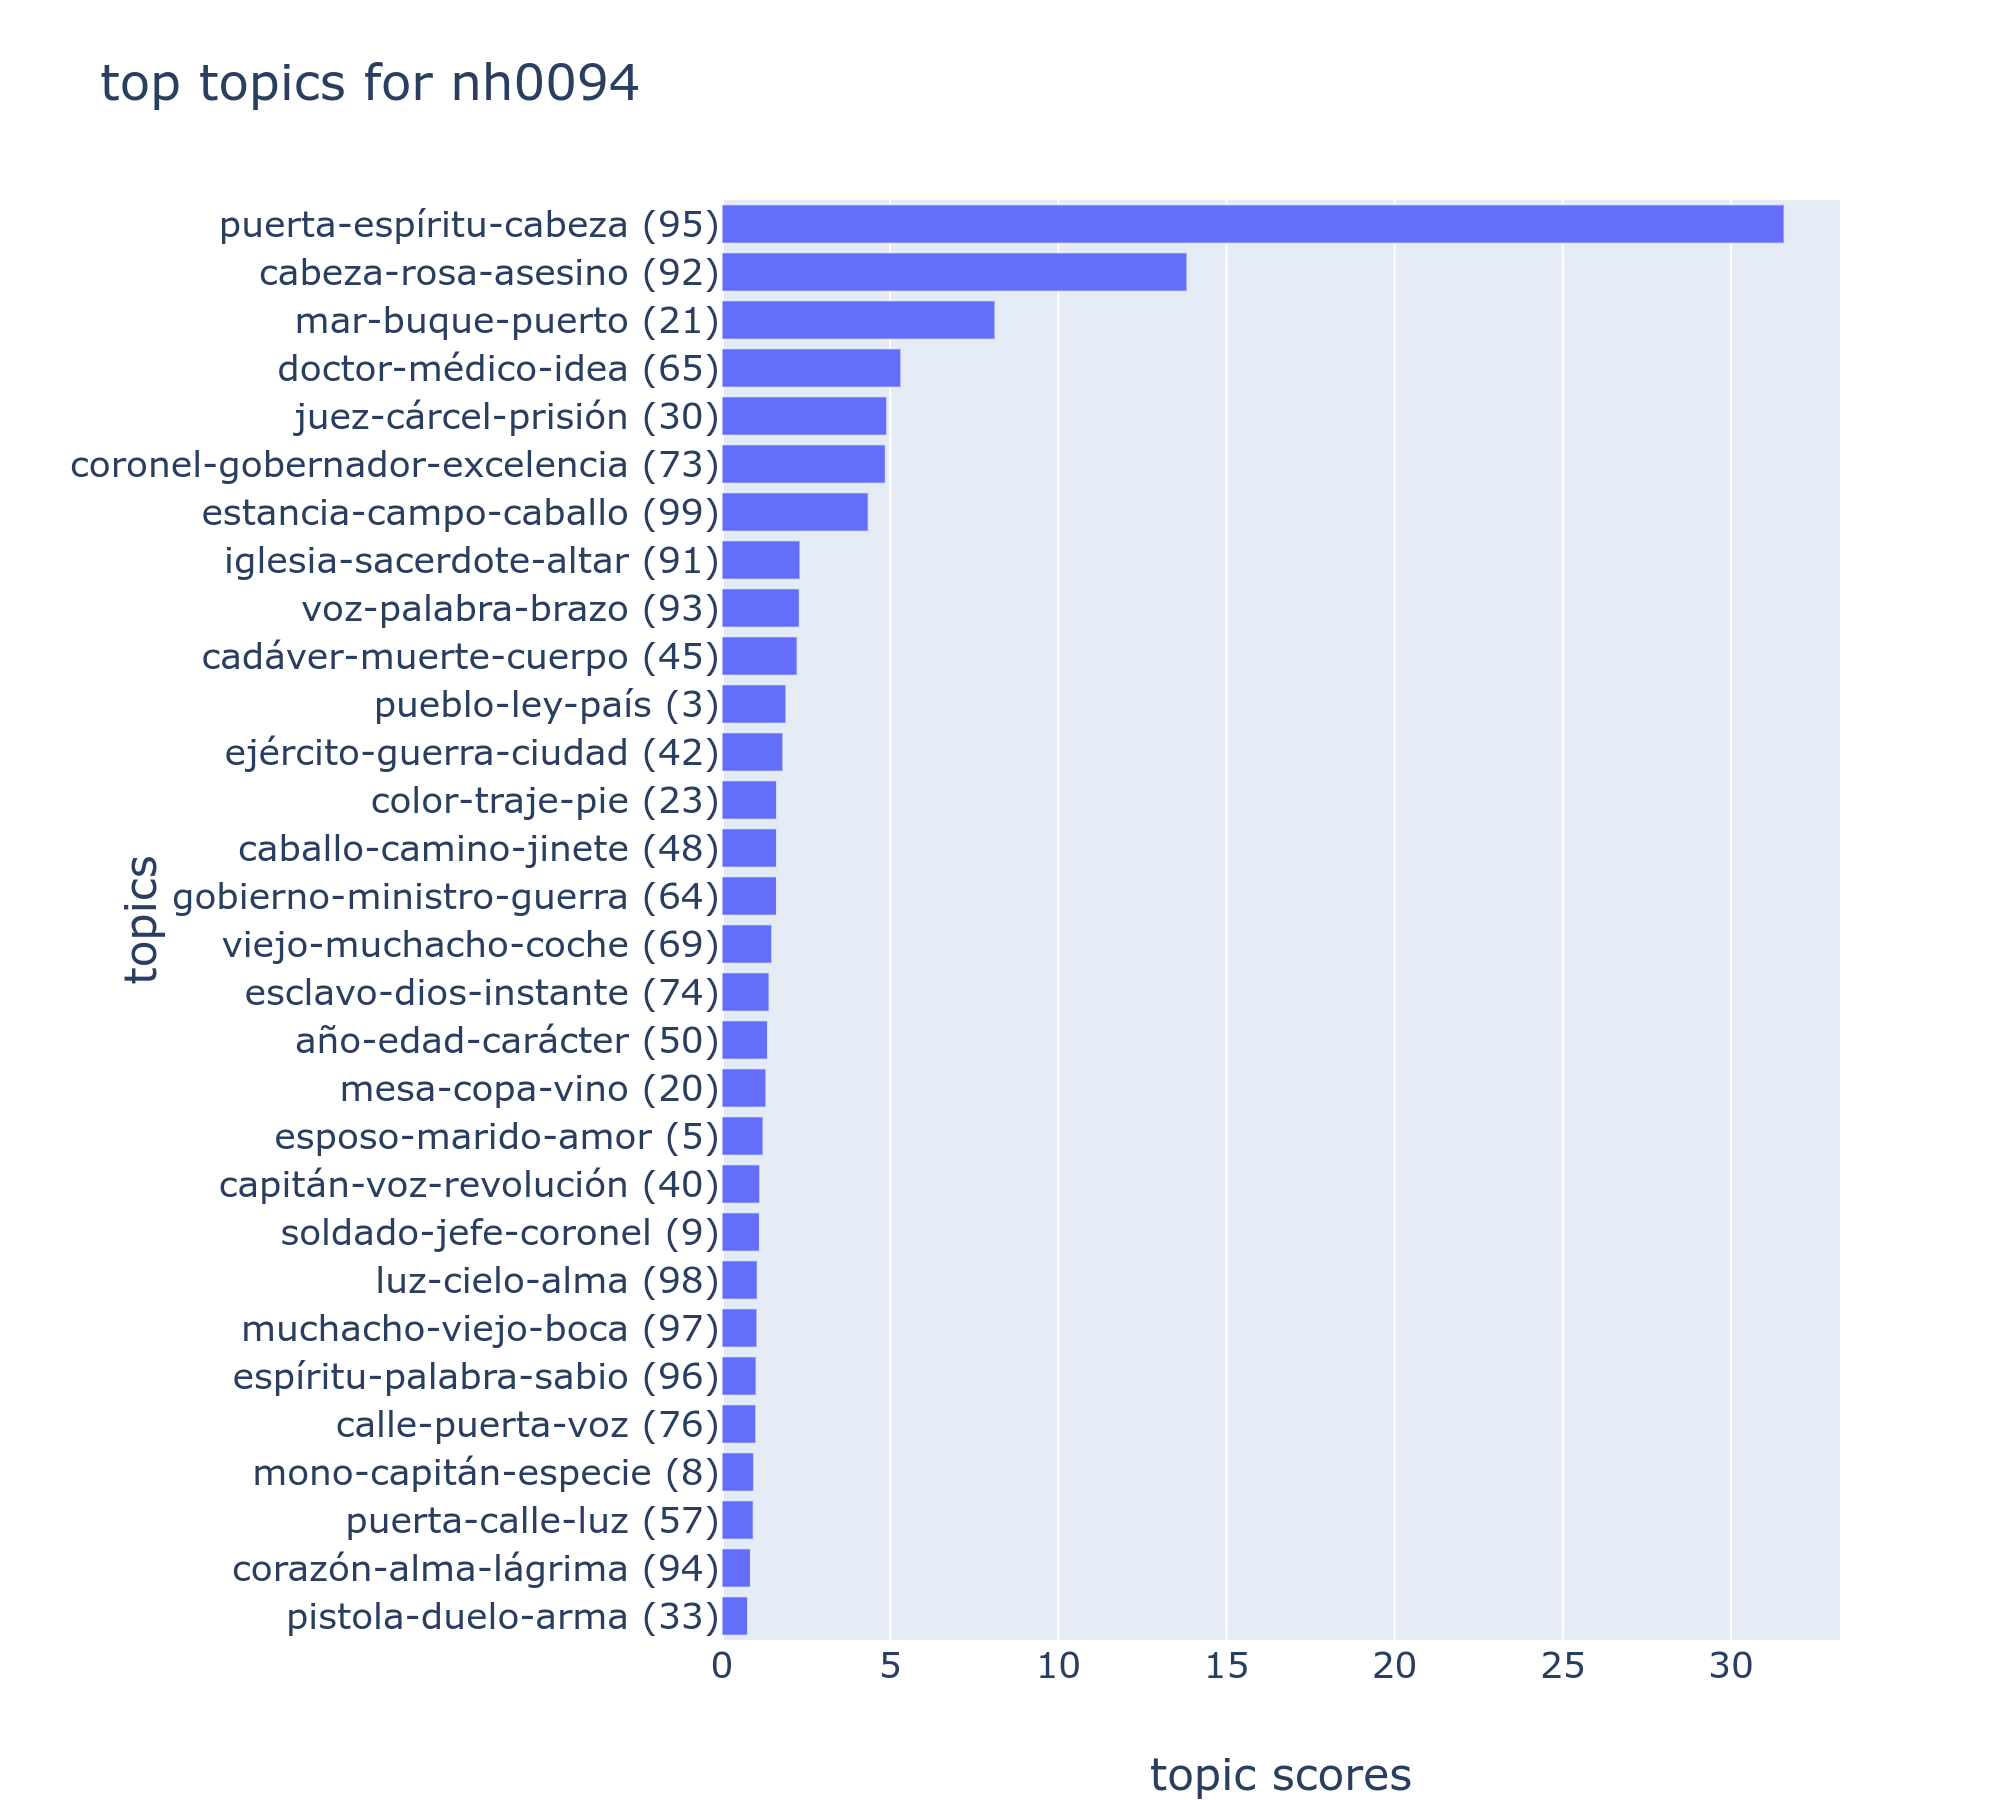 top topics for nh0094
puerta-espíritu-cabeza (95)
cabeza-rosa-asesino (92)
mar-buque-puerto (21)
doctor-médico-idea (65)
juez-cárcel-prisión (30)
coronel-gobernador-excelencia (73)
estancia-campo-caballo (99)
iglesia-sacerdote-altar (91)
voz-palabra-brazo (93)
cadáver-muerte-cuerpo (45)
pueblo-ley-país (3)
ejército-guerra-ciudad (42)
color-traje-pie (23)
caballo-camino-jinete (48)
gobierno-ministro-guerra (64)
viejo-muchacho-coche (69)
esclavo-dios-instante (74)
año-edad-carácter (50)
mesa-copa-vino (20)
esposo-marido-amor (5)
capitán-voz-revolución (40)
soldado-jefe-coronel (9)
luz-cielo-alma (98)
muchacho-viejo-boca (97)
espíritu-palabra-sabio (96)
calle-puerta-voz (76)
mono-capitán-especie (8)
puerta-calle-luz (57)
corazón-alma-lágrima (94)
pistola-duelo-arma (33)
topics
0 5 10 15 20 25 30
topic scores